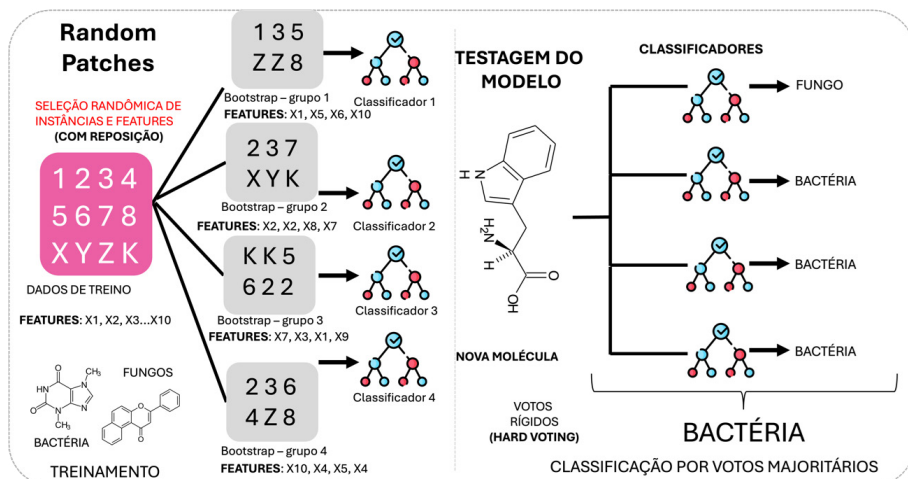 Random
Patches
SELEÇÃO RANDÔMICA DE
INSTÂNCIAS E FEATURES
(COM REPOSIÇÃO)
1 2 3 4
5 6 7 8
X Y Z K
DADOS DE TREINO
FEATURES: X1, X2, X3...X10
FUNGOS
BACTÉRIA
TREINAMENTO
O
N
CH₃
HN
O
N
N
CH₃
O
O
1 3 5
Z Z 8
Bootstrap – grupo 1
FEATURES: X1, X5, X6, X10
Classificador 1
2 3 7
X Y K
Bootstrap – grupo 2
FEATURES: X2, X2, X8, X7
Classificador 2
K K 5
6 2 2
Bootstrap – grupo 3
FEATURES: X7, X3, X1, X9
Classificador 3
2 3 6
4 Z 8
Bootstrap – grupo 4
FEATURES: X10, X4, X5, X4
Classificador 4
TESTAGEM DO
MODELO
N
H
H₂N
H
O
OH
NOVA MOLÉCULA
VOTOS
RÍGIDOS
(HARD VOTING)
CLASSIFICADORES
FUNGO
BACTÉRIA
BACTÉRIA
BACTÉRIA
BACTÉRIA
CLASSIFICAÇÃO POR VOTOS MAJORITÁRIOS